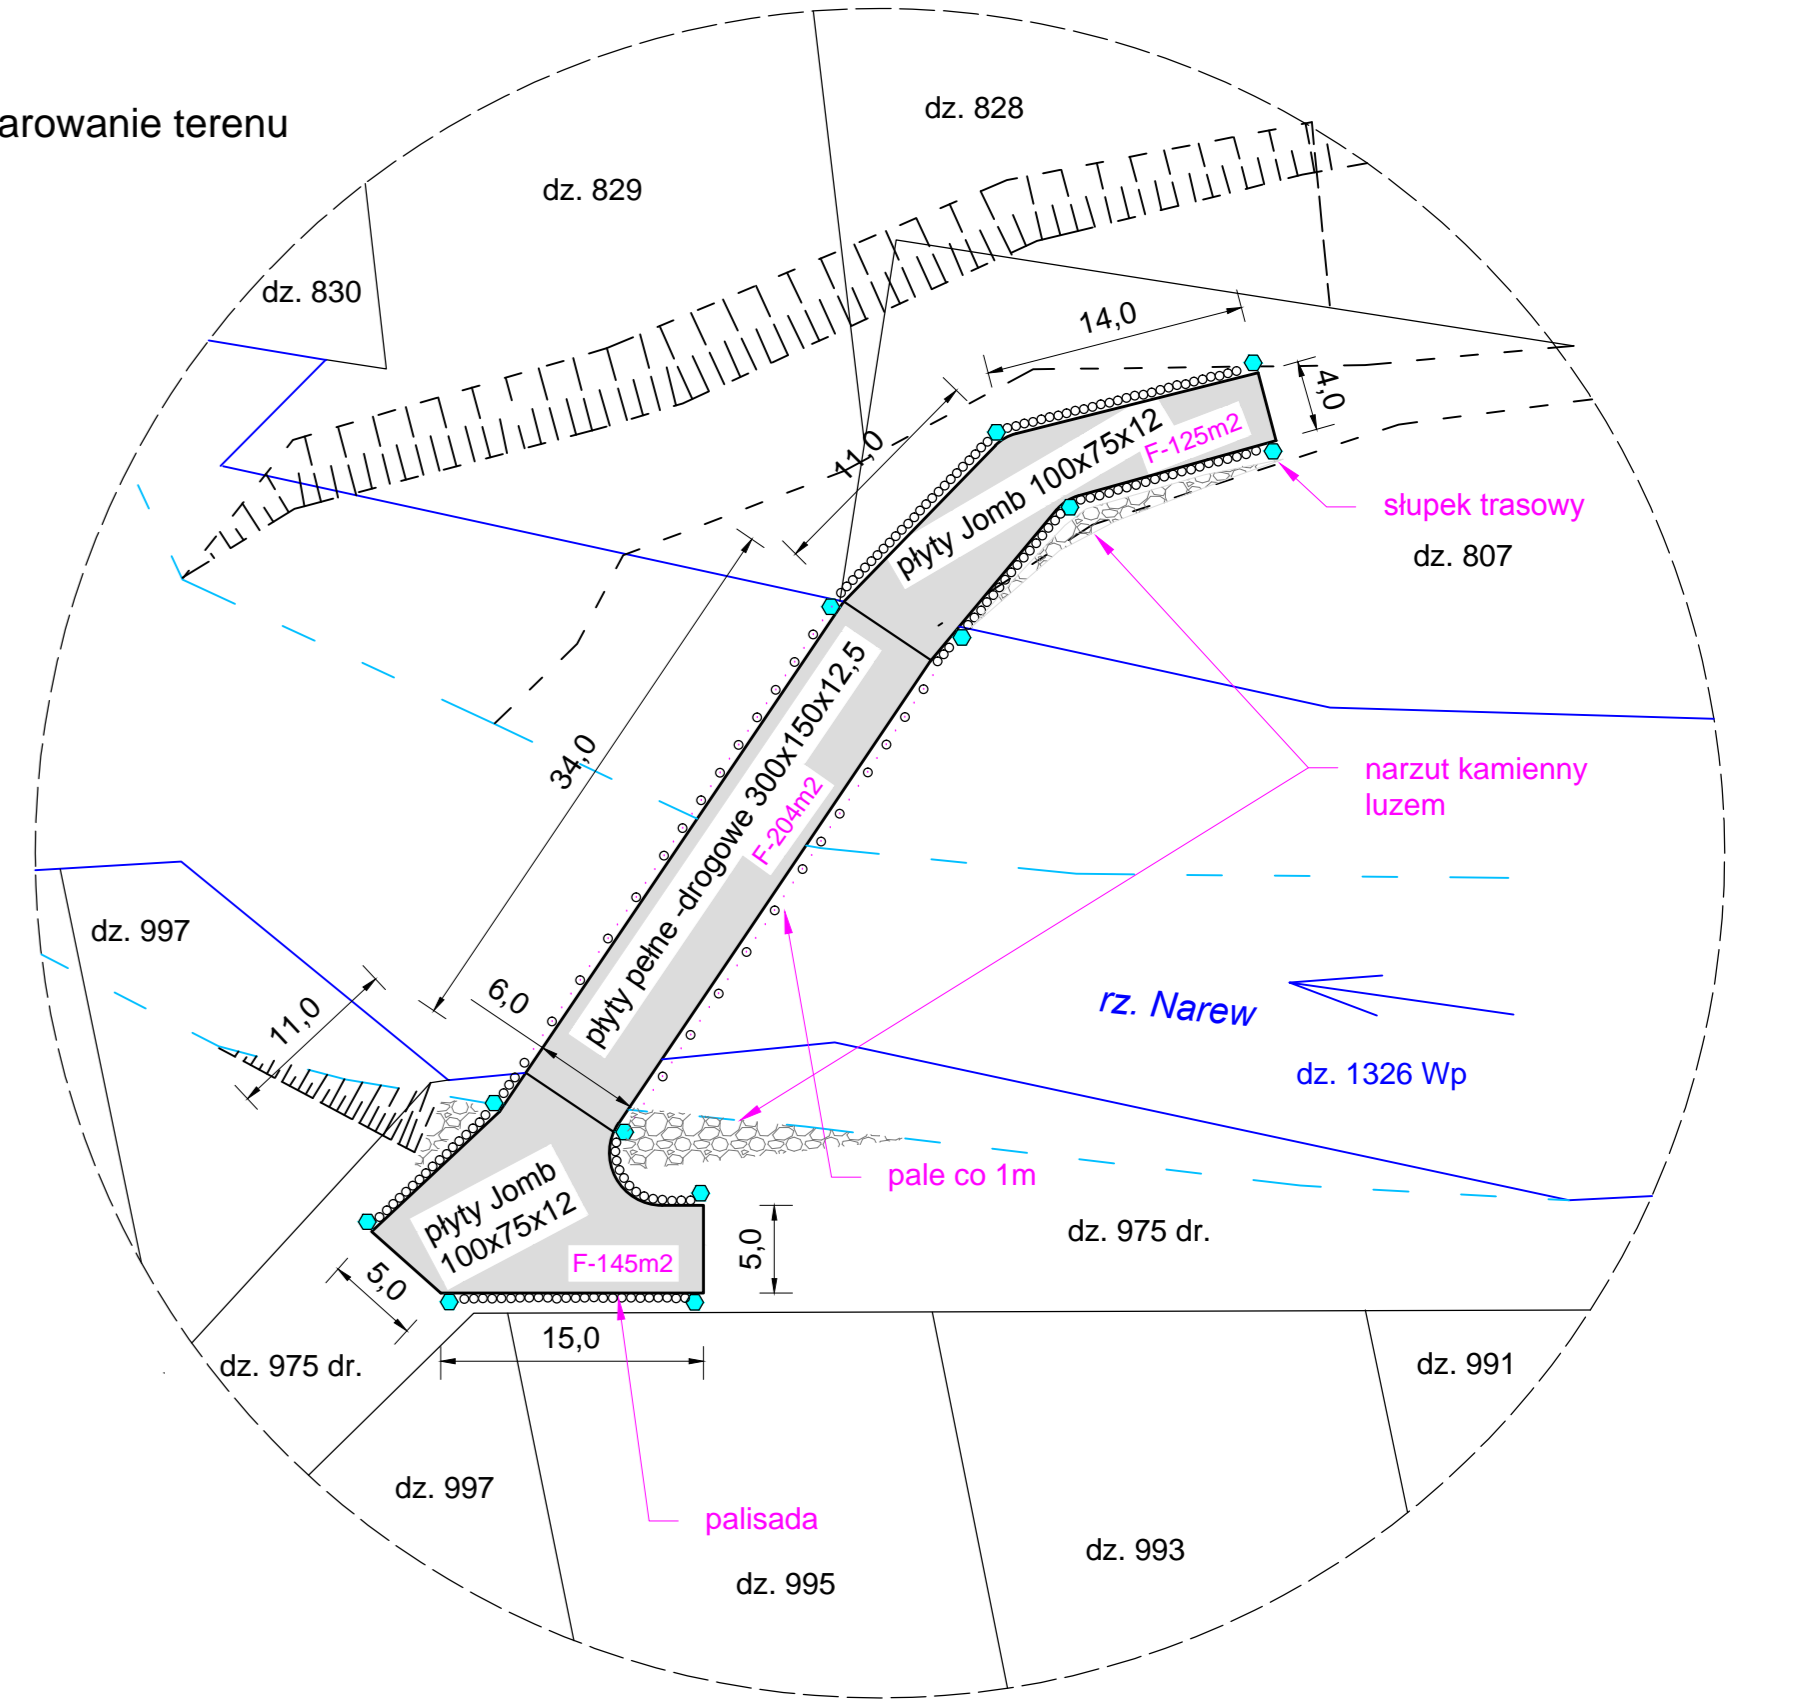 arowanie terenu
dz. 828
dz. 829
dz. 830
14,0
4,0
11,0
płyty Jomb 100x75x12
F-125m2
słupek trasowy
dz. 807
34,0
płyty pełne -drogowe 300x150x12,5
F-204m2
narzut kamienny
luzem
dz. 997
11,0
6,0
rz. Narew
dz. 1326 Wp
pale co 1m
płyty Jomb
100x75x12
F-145m2
5,0
dz. 975 dr.
5,0
15,0
dz. 975 dr.
dz. 991
dz. 997
palisada
dz. 993
dz. 995